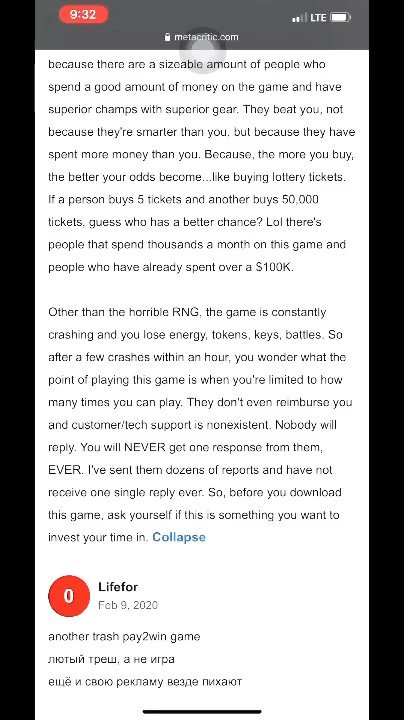 9:32
LTE
metacritic.com
because there are a sizeable amount of people who
spend a good amount of money on the game and have
superior champs with superior gear. They beat you, not
because they're smarter than you, but because they have
spent more money than you. Because, the more you buy,
the better your odds become...like buying lottery tickets.
If a person buys 5 tickets and another buys 50,000
tickets, guess who has a better chance? Lol there's
people that spend thousands a month on this game and
people who have already spent over a $100K.
Other than the horrible RNG, the game is constantly
crashing and you lose energy, tokens, keys, battles. So
after a few crashes within an hour, you wonder what the
point of playing this game is when you're limited to how
many times you can play. They don't even reimburse you
and customer/tech support is nonexistent. Nobody will
reply. You will NEVER get one response from them,
EVER. I've sent them dozens of reports and have not
receive one single reply ever. So, before you download
this game, ask yourself if this is something you want to
invest your time in. Collapse
0
Lifefor
Feb 9, 2020
another trash pay2win game
лютый треш, а не игра
ещё и свою рекламу везде пихают